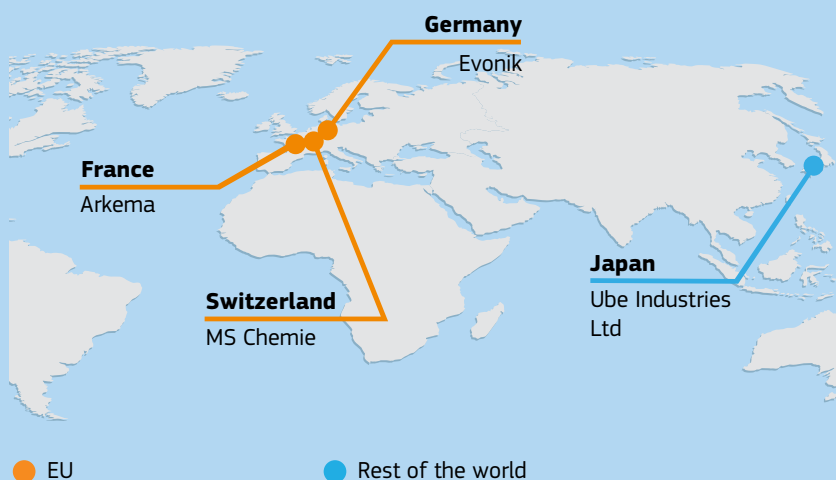 Germany
Evonik
France
Arkema
Switzerland
MS Chemie
Japan
Ube Industries
Ltd
EU
Rest of the world